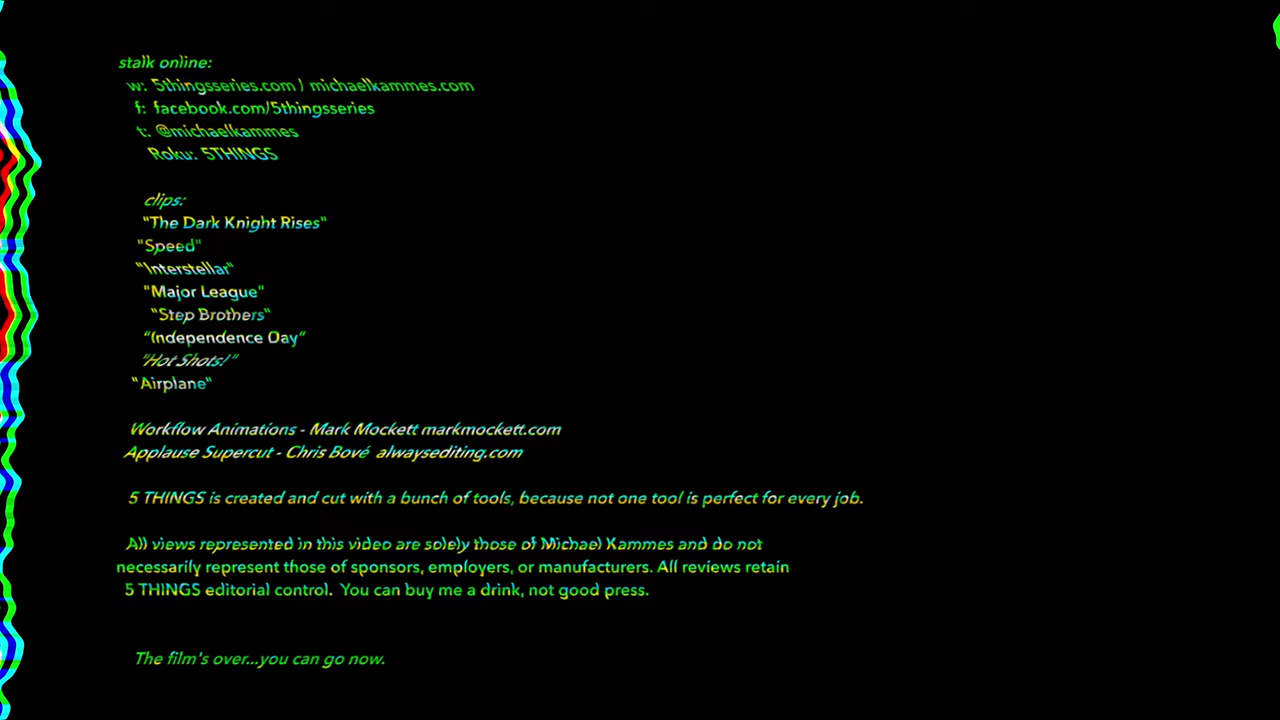 stalk online:
w: 5thingsseries.com / michaelkammes.com
f: facebook.com/5thingsseries
t: @michaelkammes
Roku: 5THINGS
clips:
"The Dark Knight Rises"
"Speed"
"Interstellar"
"Major League"
"Step Brothers"
"Independence Day"
"Hot Shots!"
"Airplane"
Workflow Animations - Mark Mockett markmockett.com
Applause Supercut - Chris Bové alwaysediting.com
5 THINGS is created and cut with a bunch of tools, because not one tool is perfect for every job.
All views represented in this video are solely those of Michael Kammes and do not
necessarily represent those of sponsors, employers, or manufacturers. All reviews retain
5 THINGS editorial control. You can buy me a drink, not good press.
The film's over...you can go now.